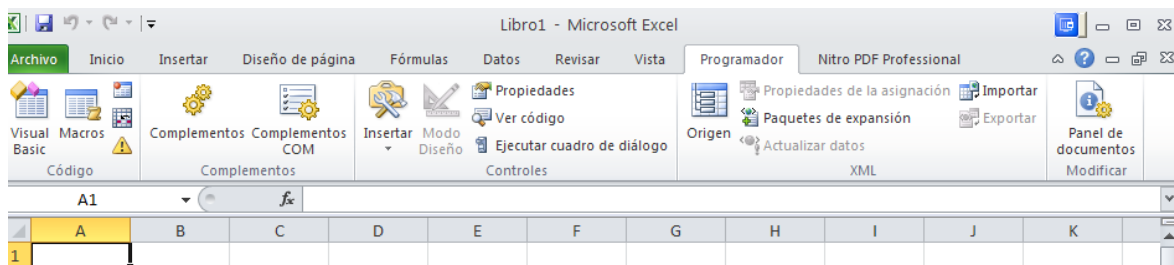 Libro1 - Microsoft Excel
Archivo Inicio Insertar Diseño de página Fórmulas Datos Revisar Vista Programador Nitro PDF Professional
Visual Basic
Macros
Código
Complementos
Complementos COM
Complementos
Insertar
Modo Diseño
Propiedades
Ver código
Ejecutar cuadro de diálogo
Controles
Origen
Propiedades de la asignación
Paquetes de expansión
Actualizar datos
Importar
Exportar
XML
Panel de documentos
Modificar
A1 fx
A B C D E F G H I J K
1